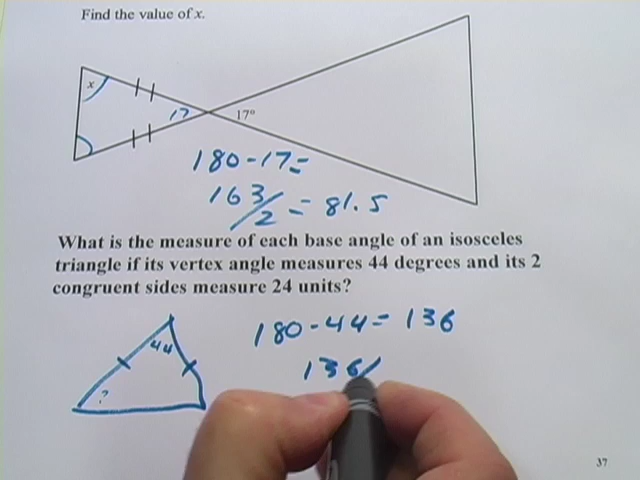 Find the value of x.
x
17
17°
180-17=
163/2 = 81.5
What is the measure of each base angle of an isosceles
triangle if its vertex angle measures 44 degrees and its 2
congruent sides measure 24 units?
44
180-44= 136
?
136/
37